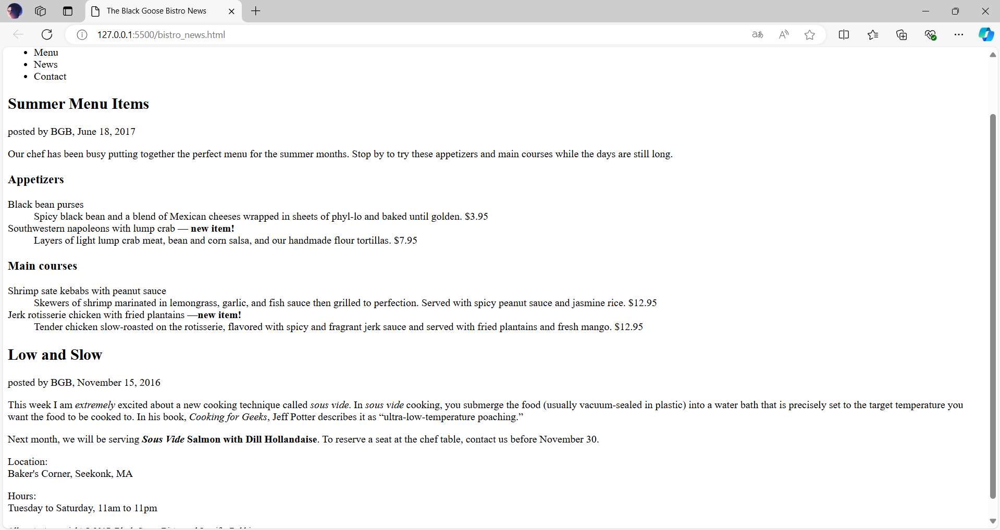 The Black Goose Bistro News
127.0.0.1:5500/bistro_news.html
Menu
News
Contact
Summer Menu Items
posted by BGB, June 18, 2017
Our chef has been busy putting together the perfect menu for the summer months. Stop by to try these appetizers and main courses while the days are still long.
Appetizers
Black bean purses
Spicy black bean and a blend of Mexican cheeses wrapped in sheets of phyl-lo and baked until golden. $3.95
Southwestern napoleons with lump crab — new item!
Layers of light lump crab meat, bean and corn salsa, and our handmade flour tortillas. $7.95
Main courses
Shrimp sate kebabs with peanut sauce
Skewers of shrimp marinated in lemongrass, garlic, and fish sauce then grilled to perfection. Served with spicy peanut sauce and jasmine rice. $12.95
Jerk rotisserie chicken with fried plantains —new item!
Tender chicken slow-roasted on the rotisserie, flavored with spicy and fragrant jerk sauce and served with fried plantains and fresh mango. $12.95
Low and Slow
posted by BGB, November 15, 2016
This week I am extremely excited about a new cooking technique called sous vide. In sous vide cooking, you submerge the food (usually vacuum-sealed in plastic) into a water bath that is precisely set to the target temperature you
want the food to be cooked to. In his book, Cooking for Geeks, Jeff Potter describes it as “ultra-low-temperature poaching.”
Next month, we will be serving Sous Vide Salmon with Dill Hollandaise. To reserve a seat at the chef table, contact us before November 30.
Location:
Baker's Corner, Seekonk, MA
Hours:
Tuesday to Saturday, 11am to 11pm